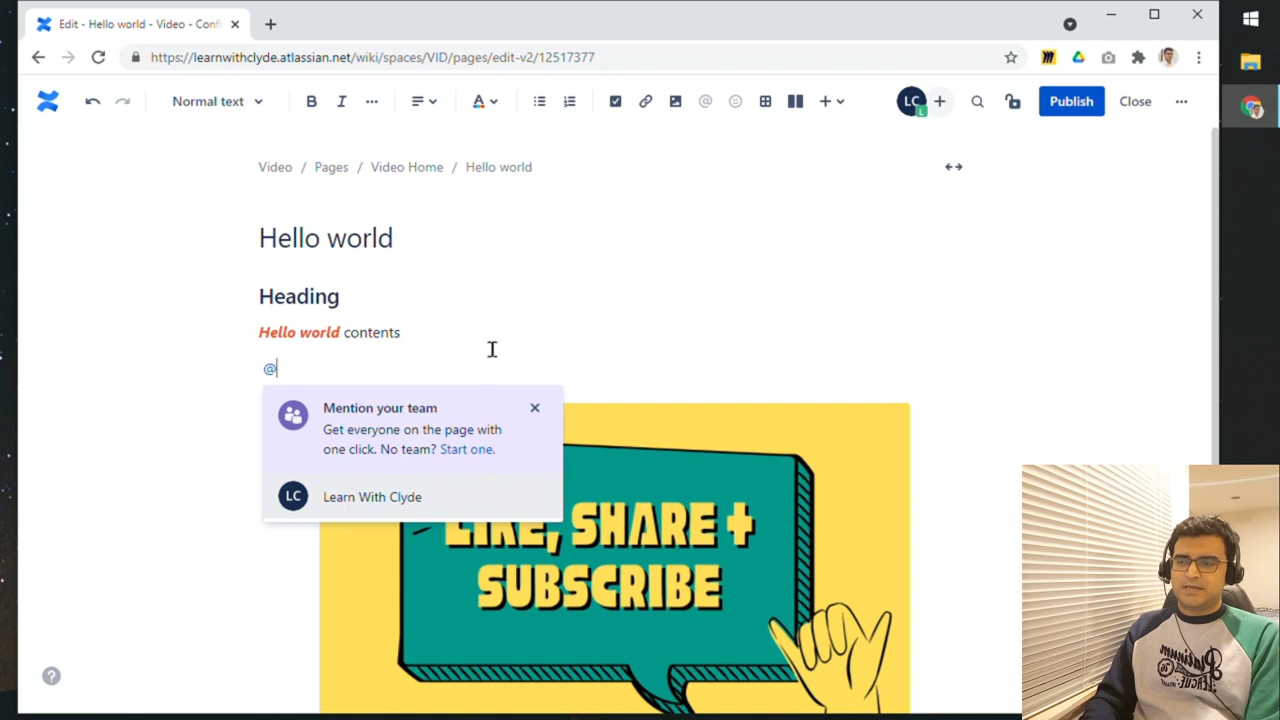 Edit - Hello world - Video - Conf
https://learnwithclyde.atlassian.net/wiki/spaces/VID/pages/edit-v2/12517377
Normal text
B
I
A
@
LC
L
Publish
Close
Video / Pages / Video Home / Hello world
Hello world
Heading
Hello world contents
@
Mention your team
Get everyone on the page with
one click. No team? Start one.
LC Learn With Clyde
LIKE, SHARE +
SUBSCRIBE
Platinum
LEAGUE